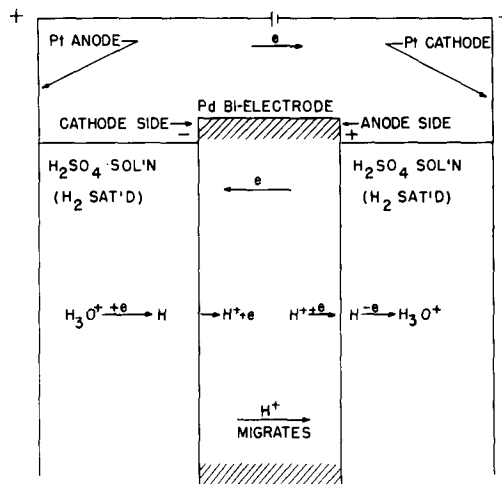 +
-
e
Pt ANODE
Pt CATHODE
Pd BI-ELECTRODE
CATHODE SIDE
-
+
ANODE SIDE
H₂SO₄ SOL'N
(H₂ SAT'D)
H₂SO₄ SOL'N
(H₂ SAT'D)
e
H₃O⁺ +e H H⁺+e H⁺±e H -e H₃O⁺
H⁺
MIGRATES